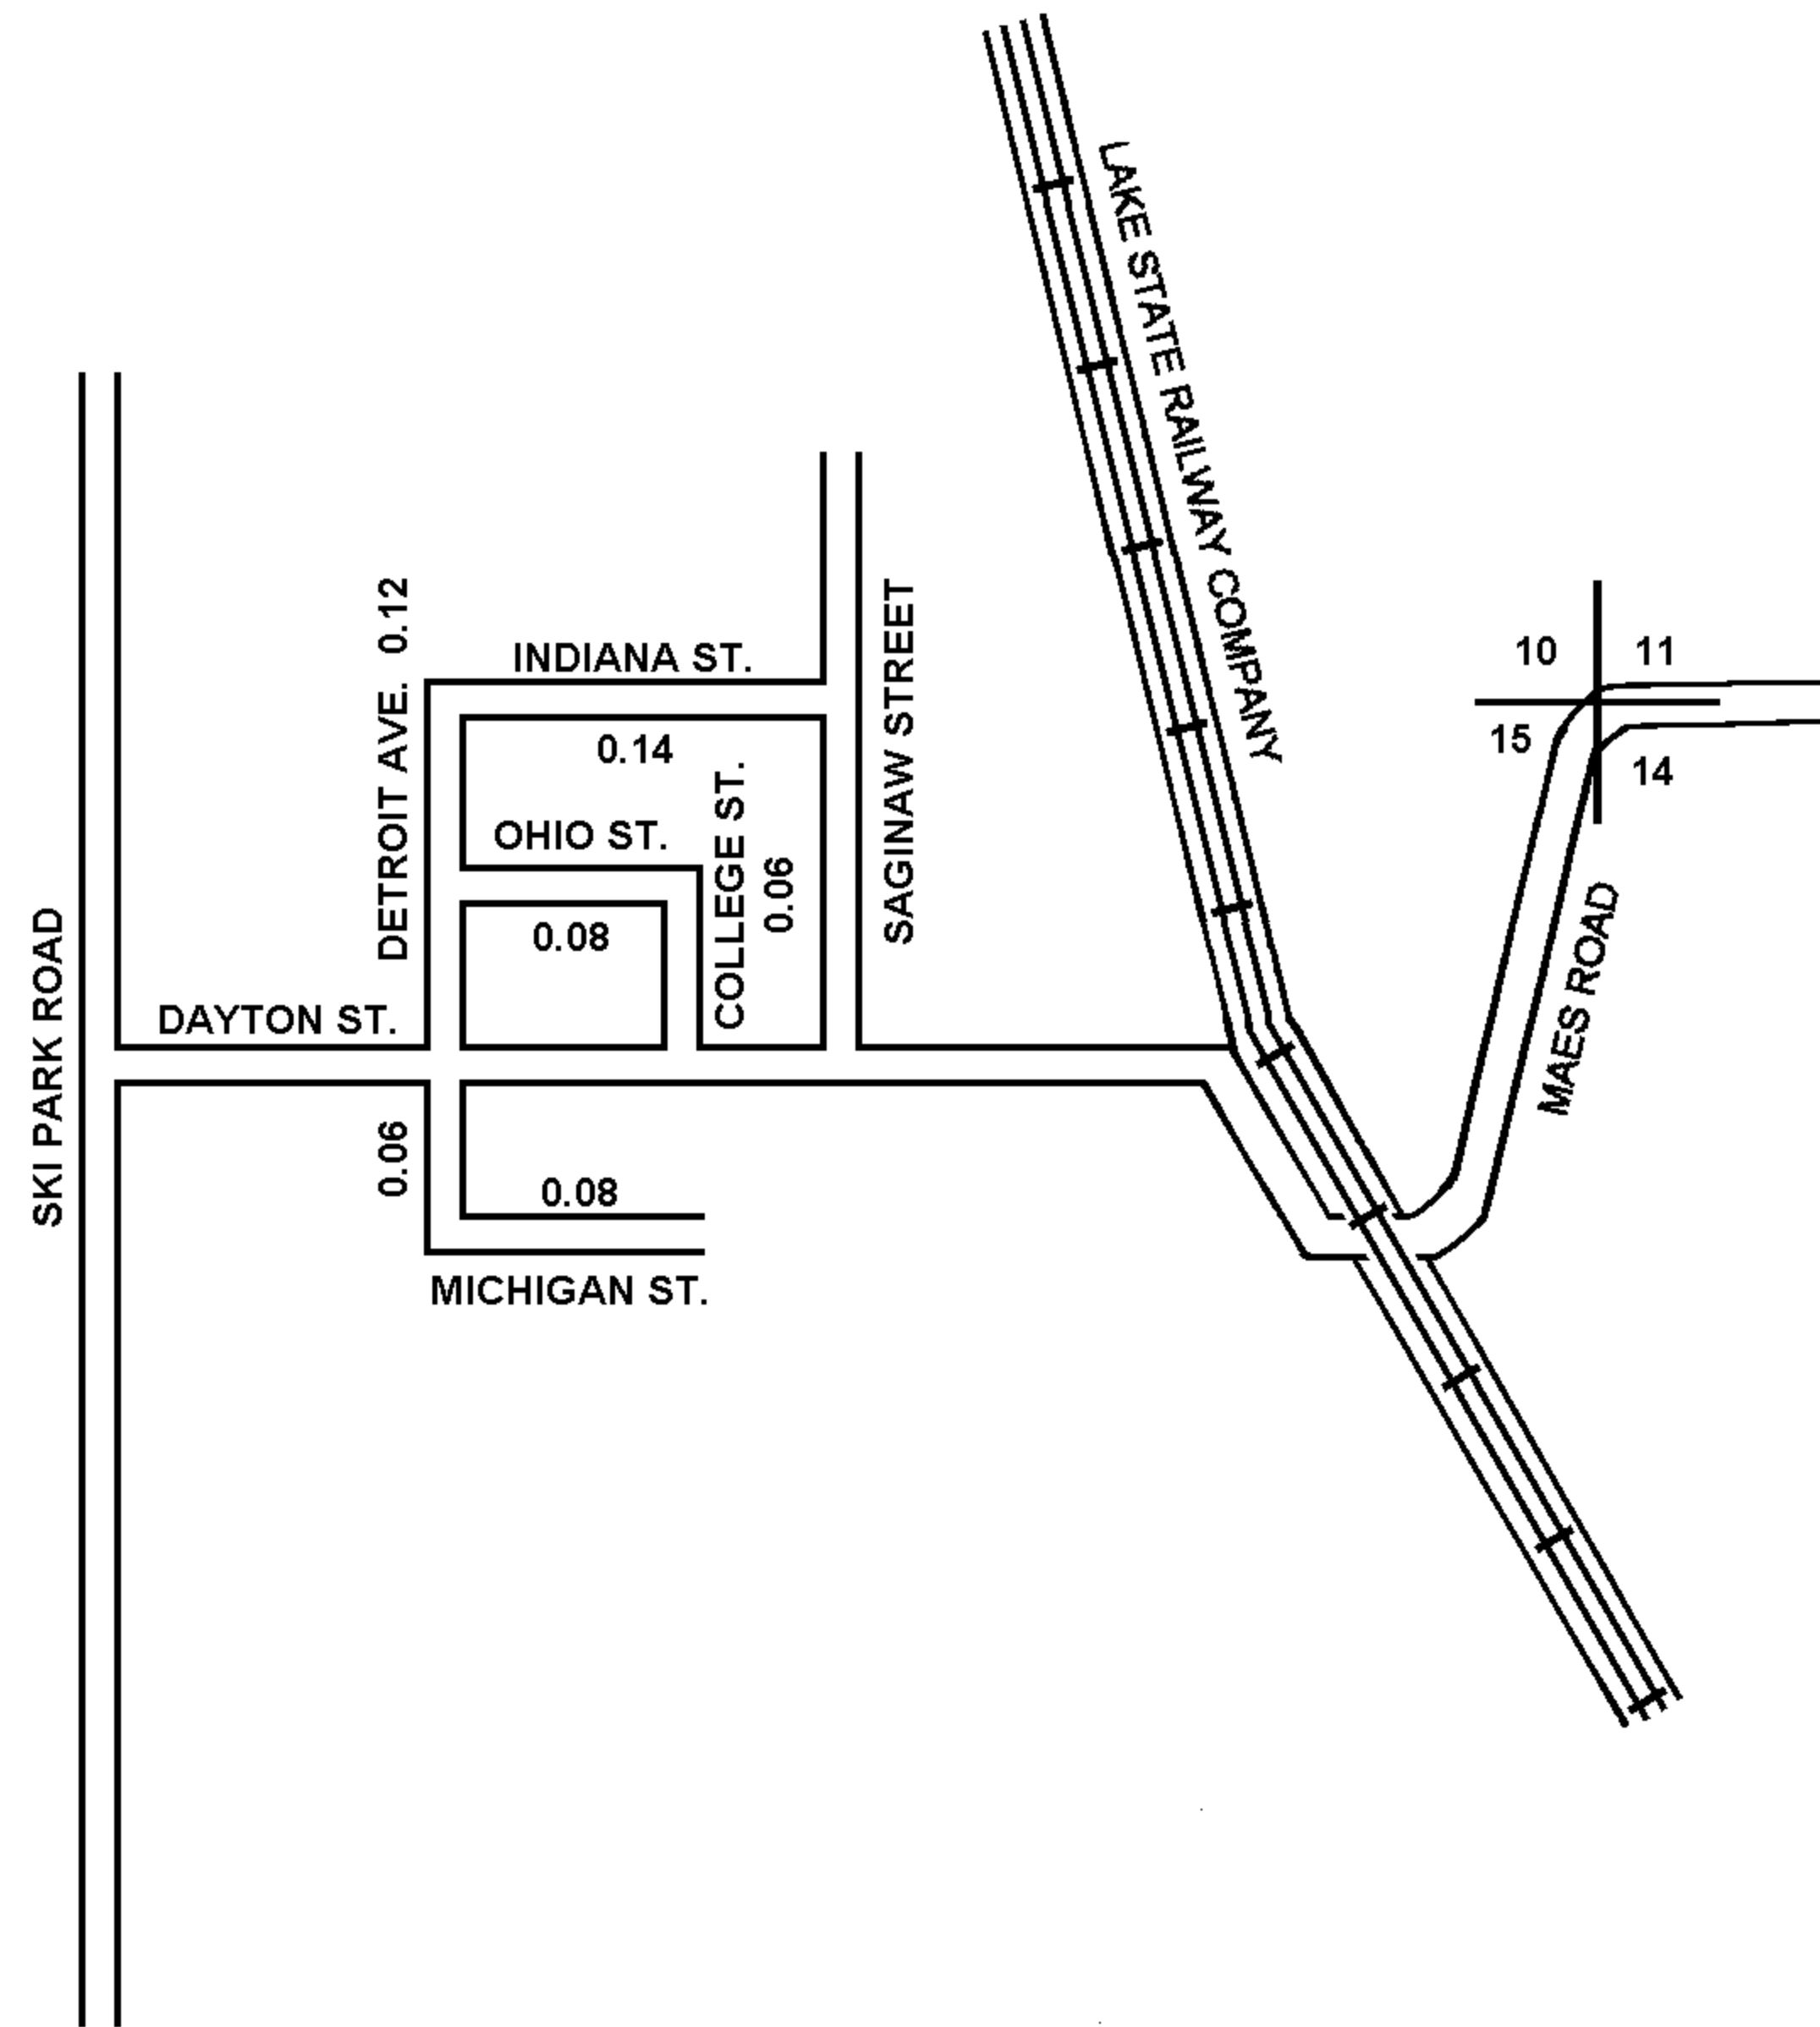 LAKE STATE RAILWAY COMPANY
DETROIT AVE. 0.12
INDIANA ST.
SAGINAW STREET
10
11
15
14
0.14
COLLEGE ST.
0.06
OHIO ST.
0.08
MAES ROAD
SKI PARK ROAD
DAYTON ST.
0.06
0.08
MICHIGAN ST.